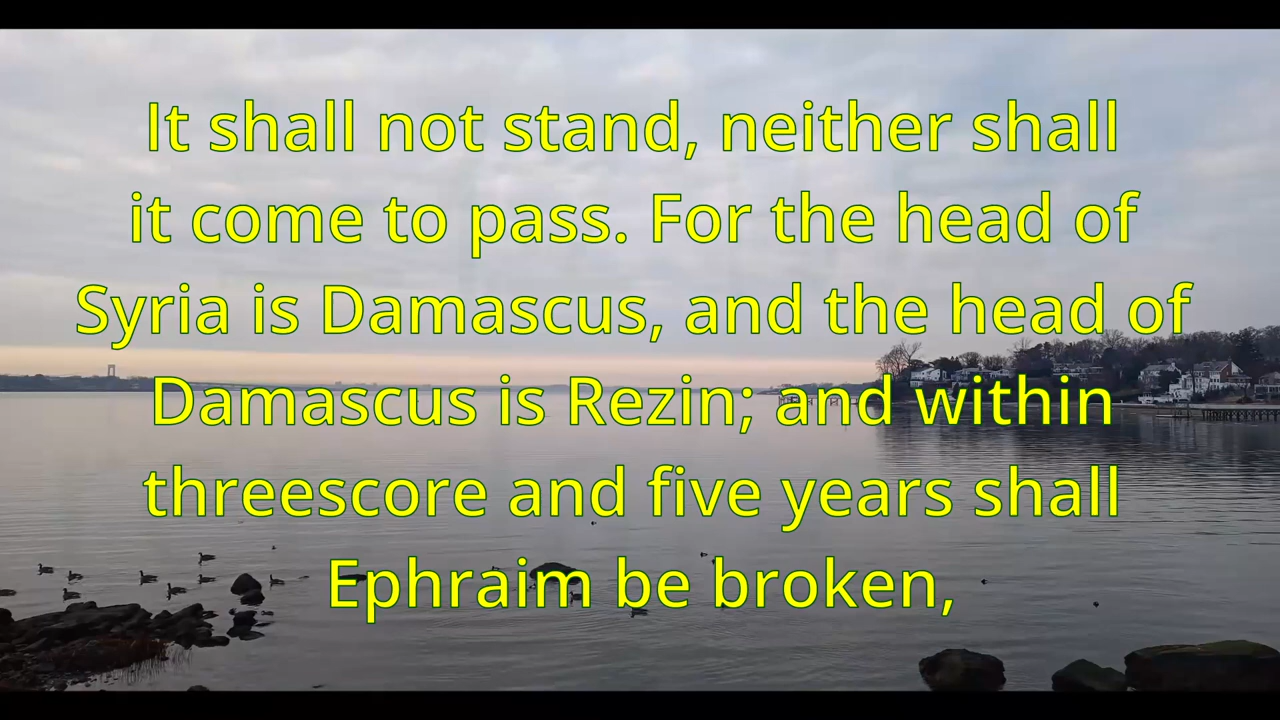 It shall not stand, neither shall
it come to pass. For the head of
Syria is Damascus, and the head of
Damascus is Rezin; and within
threescore and five years shall
Ephraim be broken,